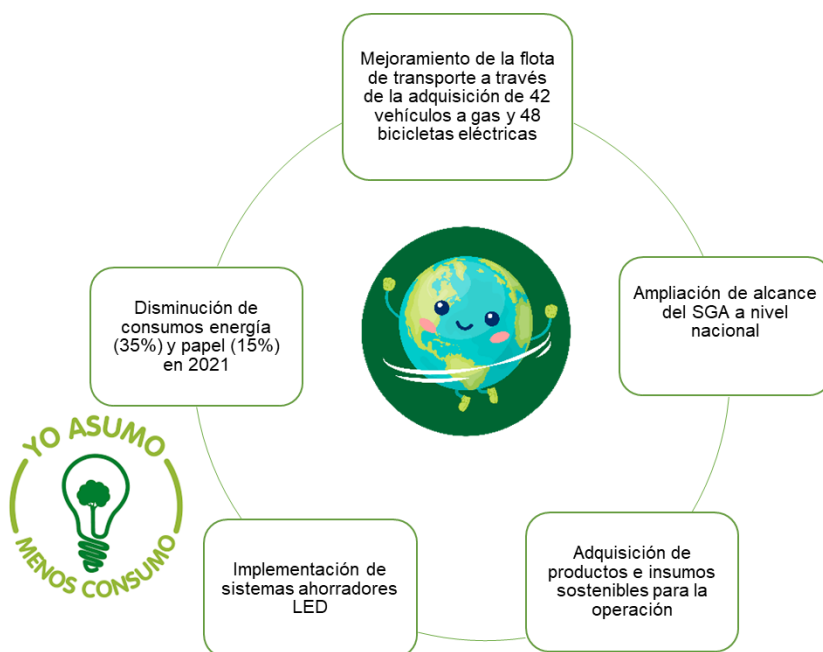 Mejoramiento de la flota
de transporte a través
de la adquisición de 42
vehículos a gas y 48
bicicletas eléctricas
Ampliación de alcance
del SGA a nivel
nacional
Adquisición de
productos e insumos
sostenibles para la
operación
Implementación de
sistemas ahorradores
LED
Disminución de
consumos energía
(35%) y papel (15%)
en 2021
YO ASUMO
MENOS CONSUMO